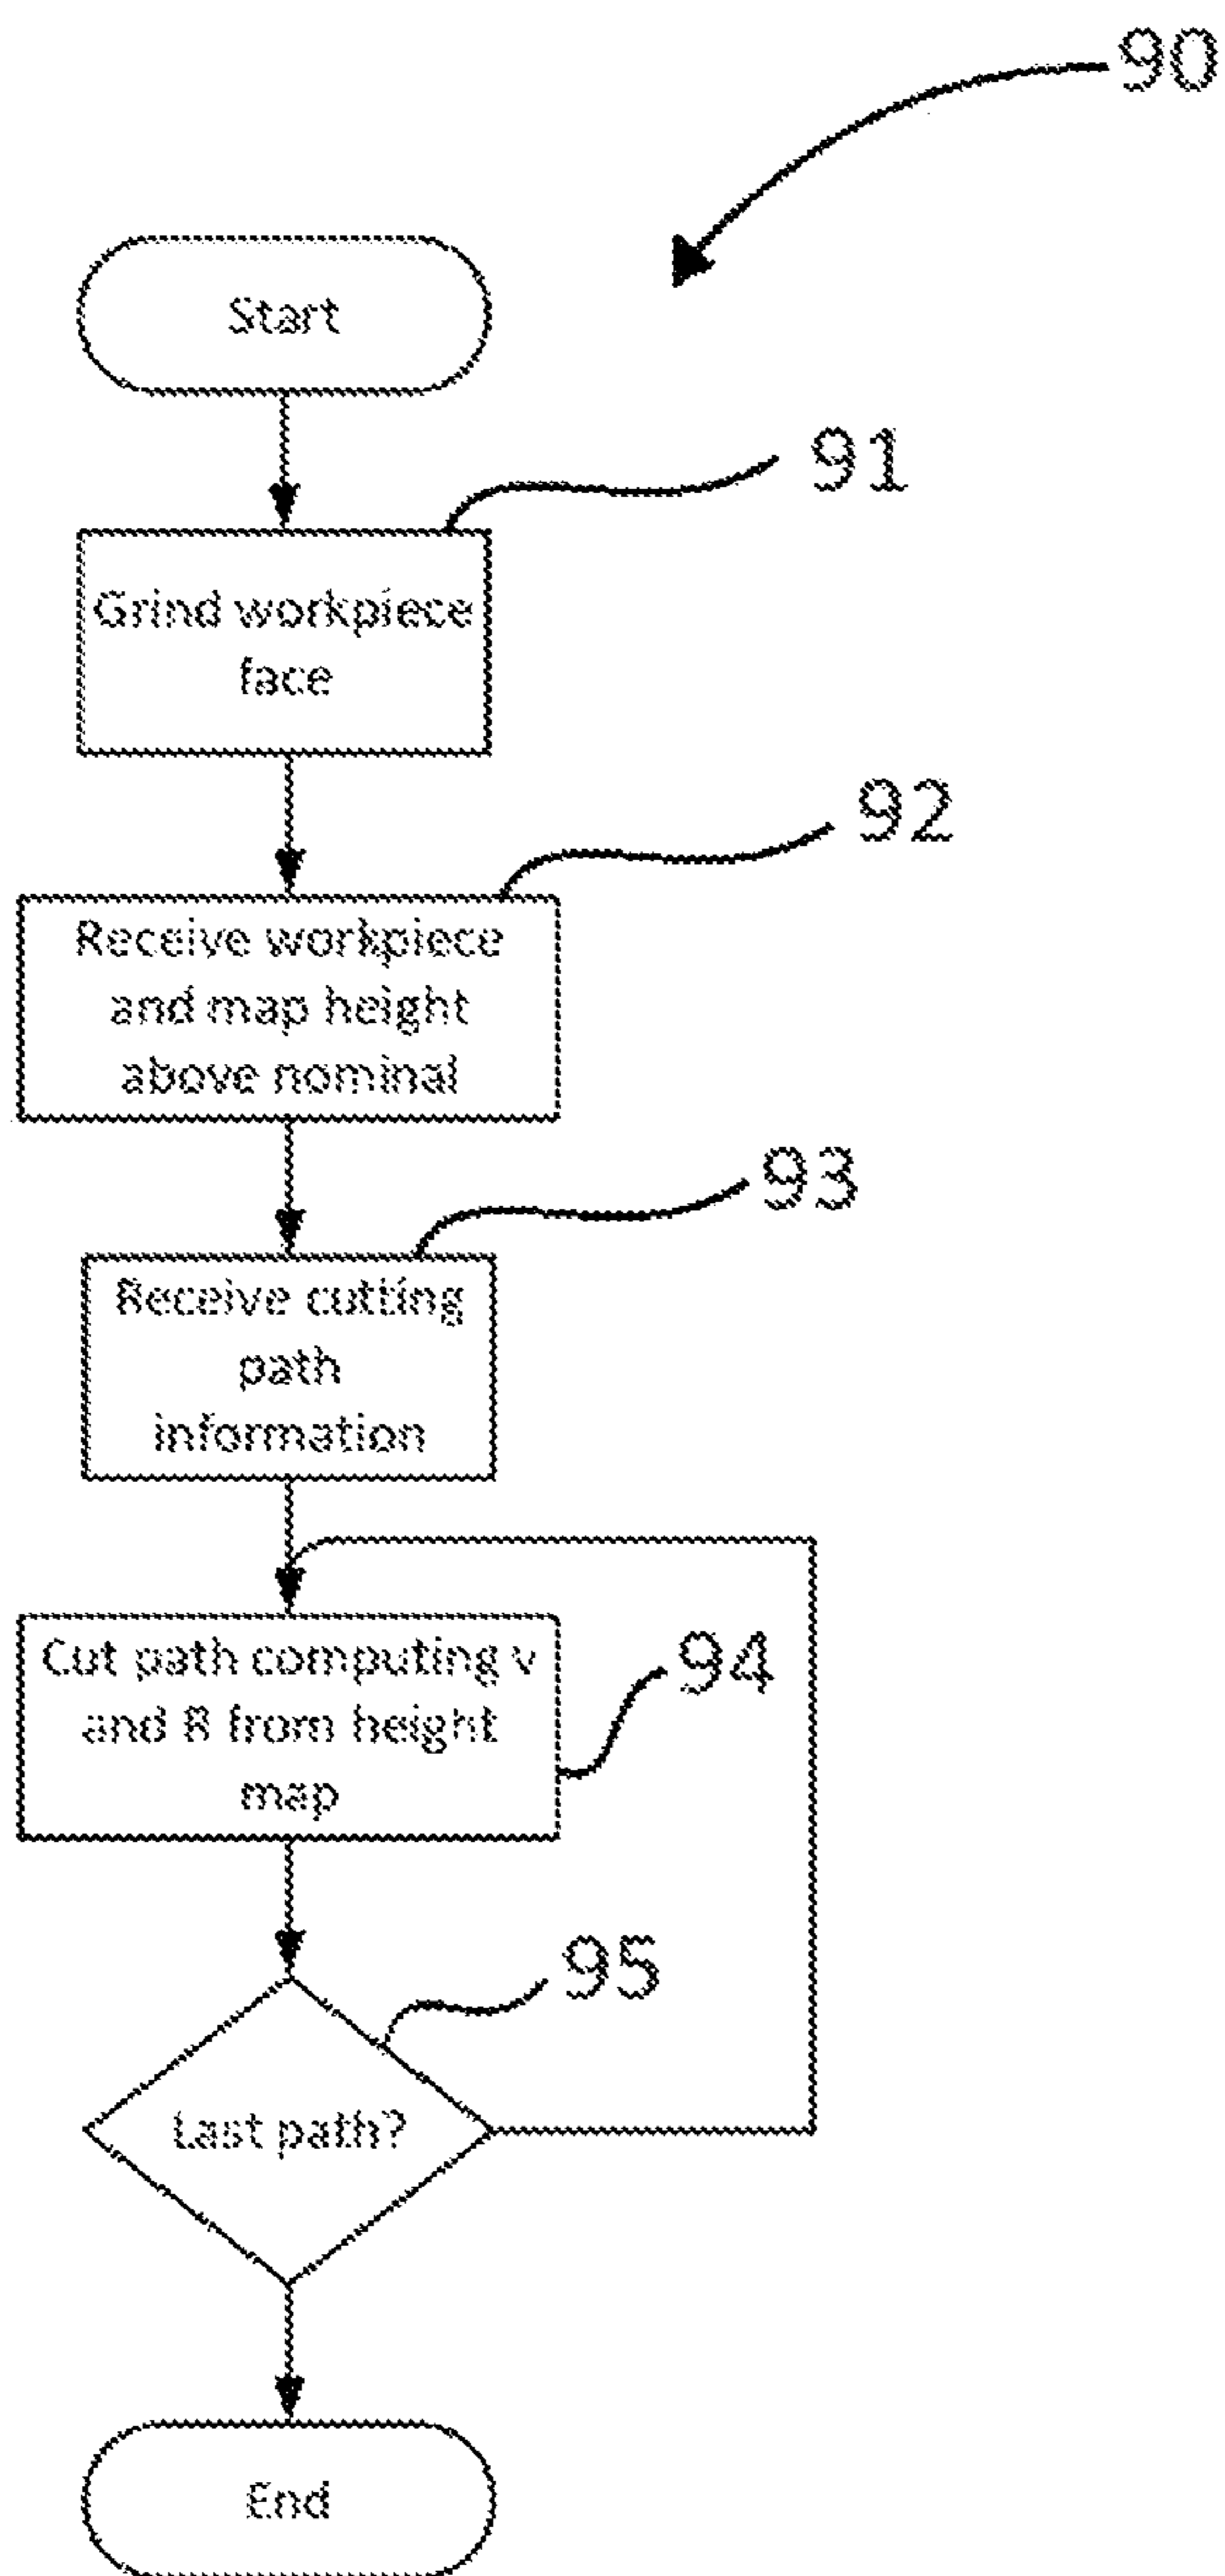 90
Start
91
Grind workpiece
face
92
Receive workpiece
and map height
above nominal
93
Receive cutting
path
information
Cut path computing v
and R from height
map
94
95
Last path?
End